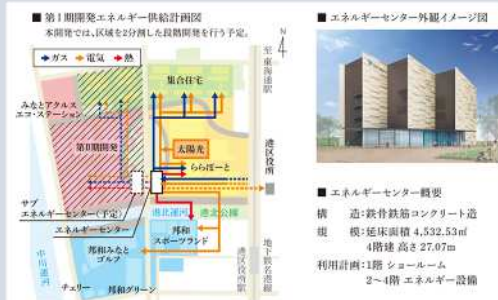 ■ 第Ⅰ期開発エネルギー供給計画図
本開発では、区域を2分割した段階開発を行う予定。
ガス 電気 熱
N
至 東海通駅
集合住宅
みなとアクルス
エコ・ステーション
第Ⅱ期開発
太陽光
ららぽーと
港区役所
サブ
エネルギーセンター(予定)
エネルギーセンター
港北運河
港北公園
邦和
スポーツランド
邦和みなと
ゴルフ
中川運河
チェリー
邦和グリーン
港区役所駅
地下鉄名港線
■ エネルギーセンター外観イメージ図
■ エネルギーセンター概要
構 造:鉄骨鉄筋コンクリート造
規 模:延床面積 4,532.53㎡
4階建 高さ 27.07m
利用計画:1階 ショールーム
2〜4階 エネルギー設備